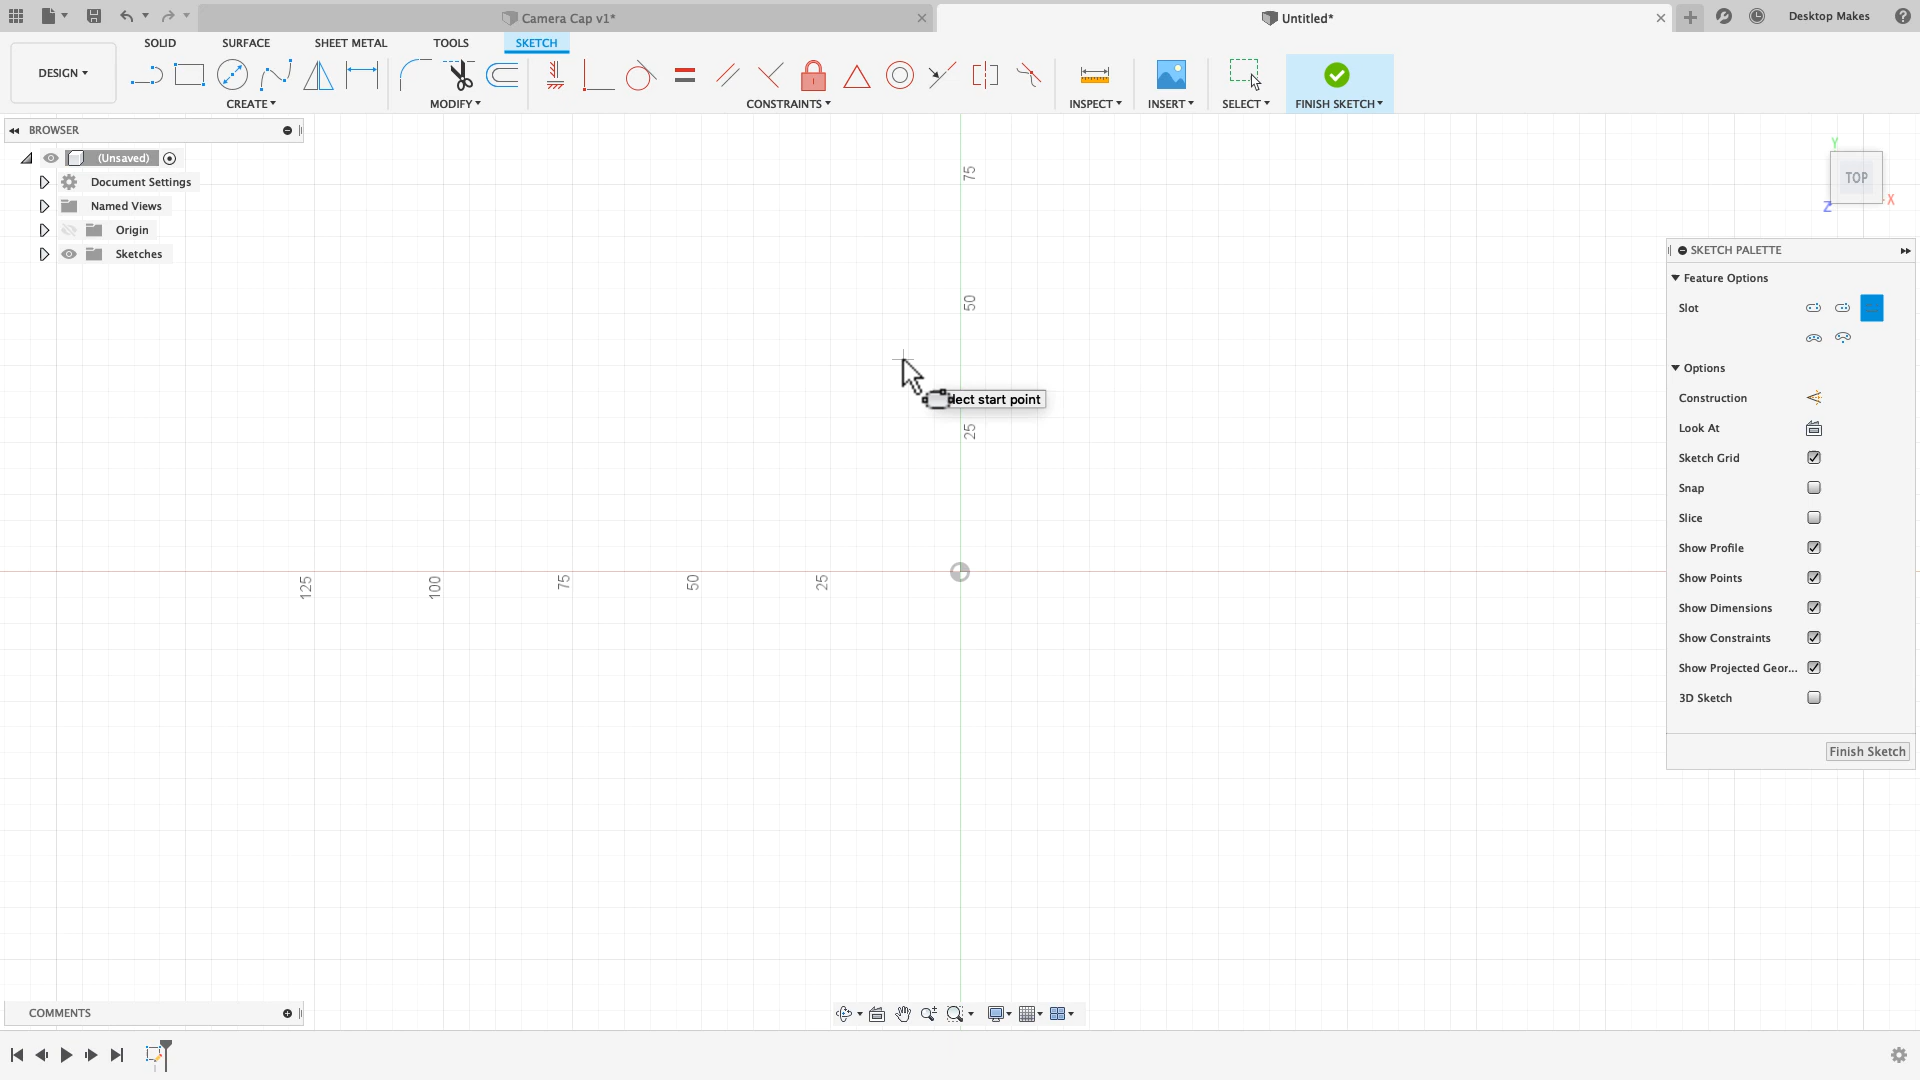 Camera Cap v1*
Untitled*
Desktop Makes
SOLID
SURFACE
SHEET METAL
TOOLS
SKETCH
DESIGN
CREATE
MODIFY
CONSTRAINTS
INSPECT
INSERT
SELECT
FINISH SKETCH
BROWSER
(Unsaved)
Document Settings
Named Views
Origin
Sketches
75
50
25
lect start point
125
100
75
50
25
Y
TOP
X
Z
SKETCH PALETTE
Feature Options
Slot
Options
Construction
Look At
Sketch Grid
Snap
Slice
Show Profile
Show Points
Show Dimensions
Show Constraints
Show Projected Geor...
3D Sketch
Finish Sketch
COMMENTS